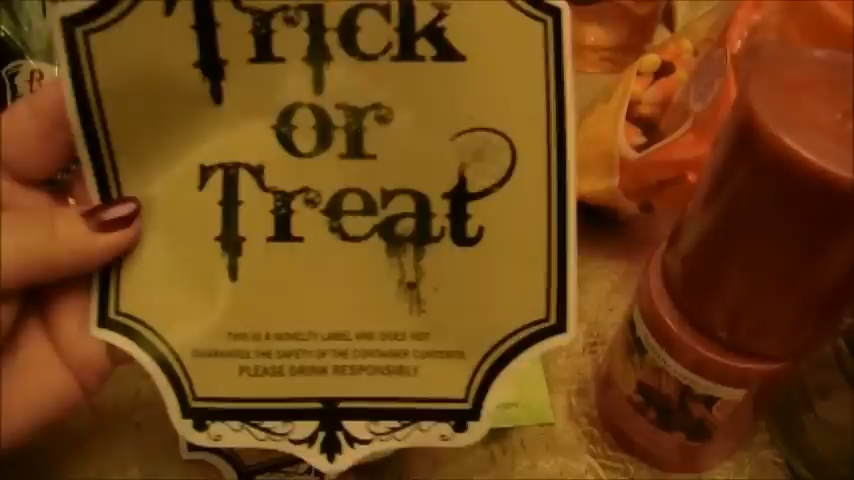 Trick
or
Treat
THIS IS A NOVELTY LABEL AND DOES NOT
GUARANTEE THE SAFETY OF THE CONTAINER CONTENTS
PLEASE DRINK RESPONSIBLY